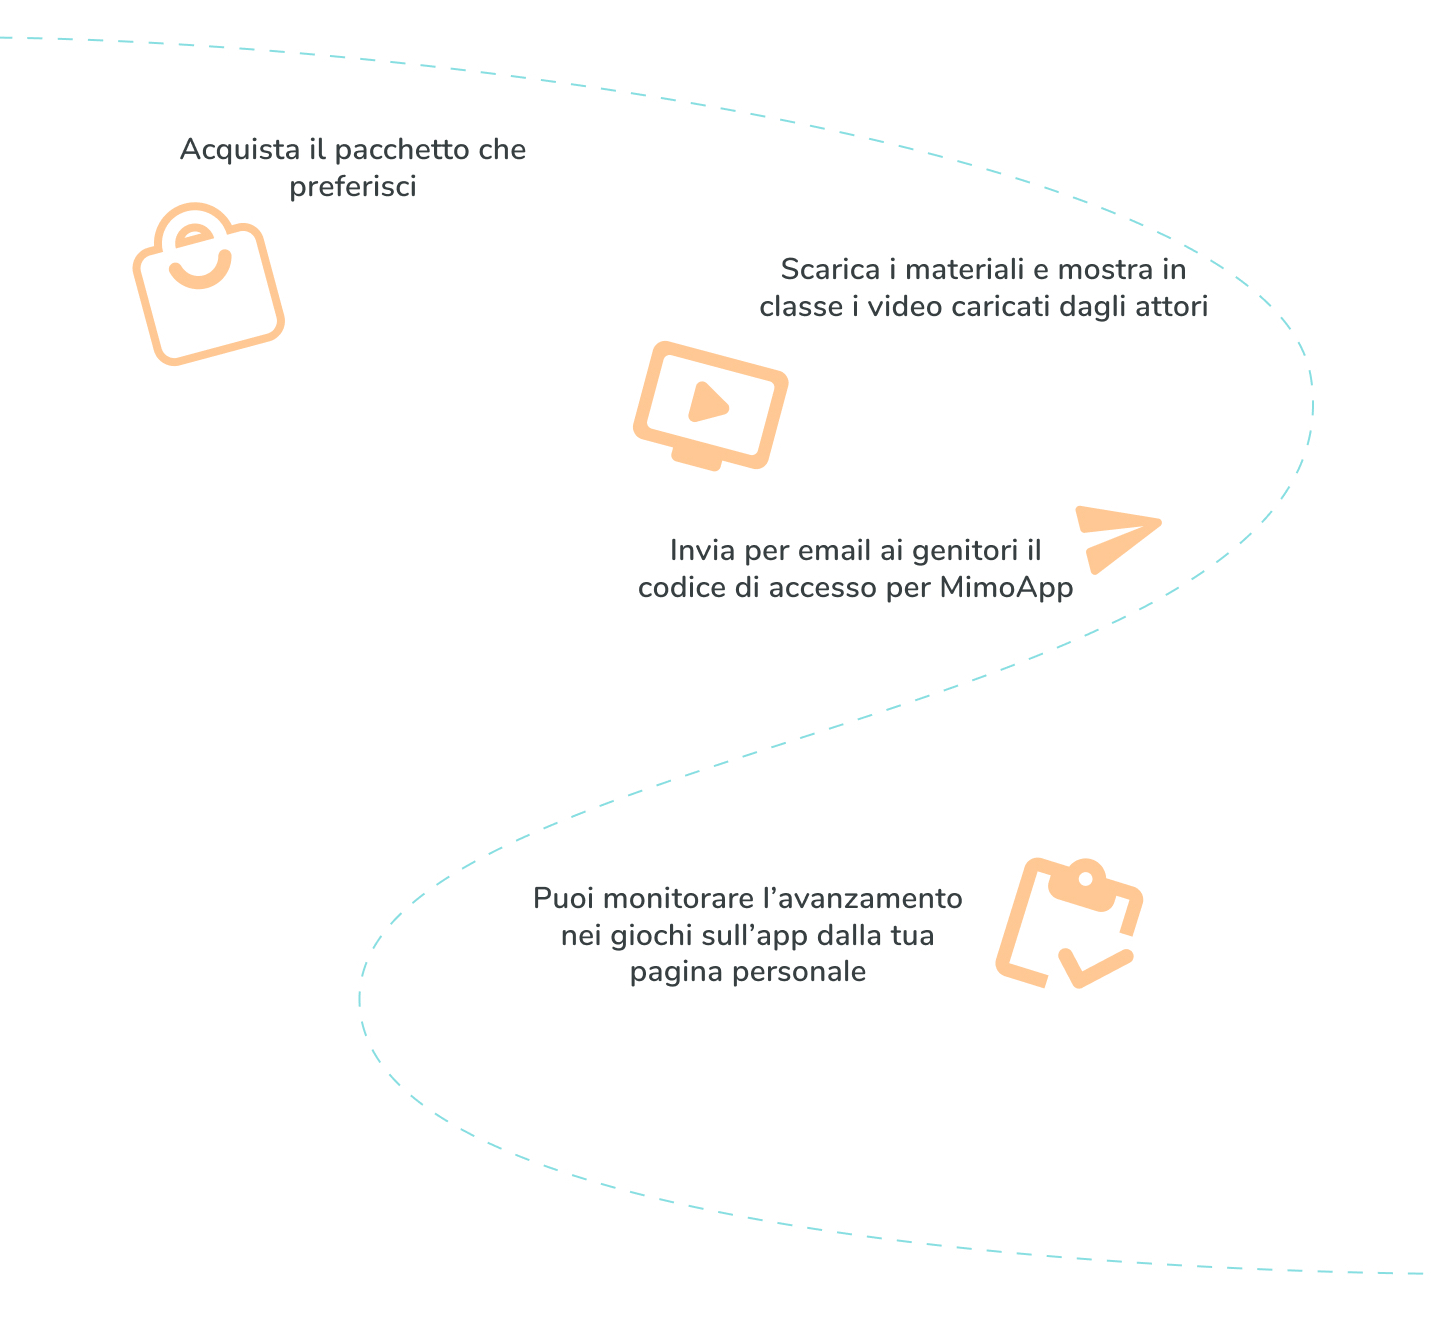 Acquista il pacchetto che
preferisci
Scarica i materiali e mostra in
classe i video caricati dagli attori
Invia per email ai genitori il
codice di accesso per MimoApp
Puoi monitorare l’avanzamento
nei giochi sull’app dalla tua
pagina personale